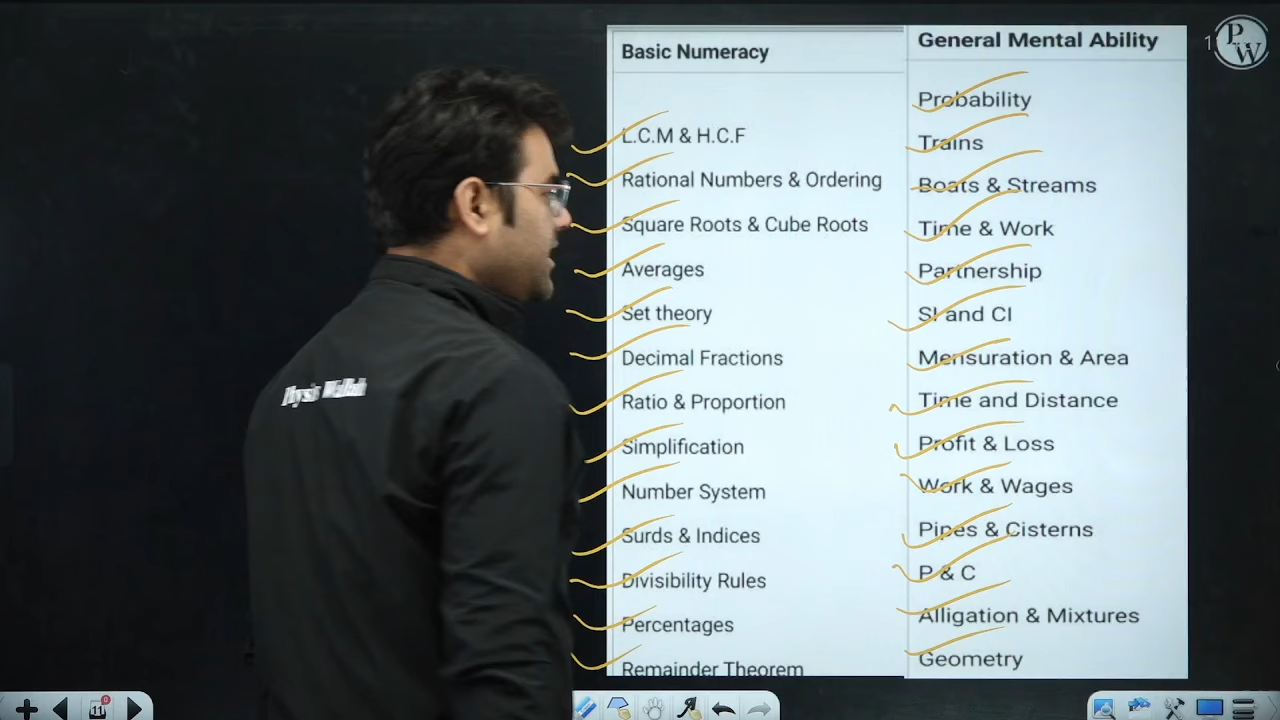 Basic Numeracy
L.C.M & H.C.F
Rational Numbers & Ordering
Square Roots & Cube Roots
Averages
Set theory
Decimal Fractions
Ratio & Proportion
Simplification
Number System
Surds & Indices
Divisibility Rules
Percentages
Remainder Theorem
General Mental Ability
Probability
Trains
Boats & Streams
Time & Work
Partnership
SI and CI
Mensuration & Area
Time and Distance
Profit & Loss
Work & Wages
Pipes & Cisterns
P & C
Alligation & Mixtures
Geometry
PW
11